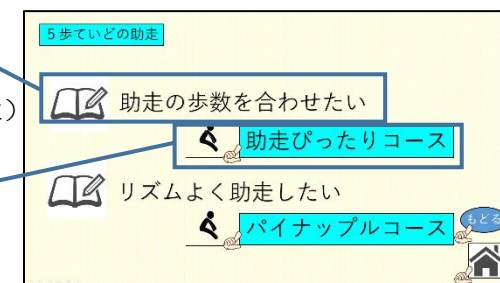 5歩ていどの助走
助走の歩数を合わせたい
助走ぴったりコース
リズムよく助走したい
パイナップルコース
もどる